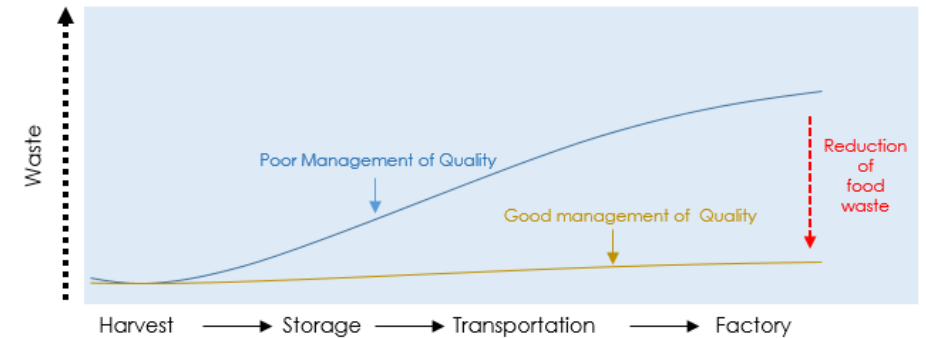 Waste
Poor Management of Quality
Good management of Quality
Reduction
of
food
waste
Harvest Storage Transportation Factory